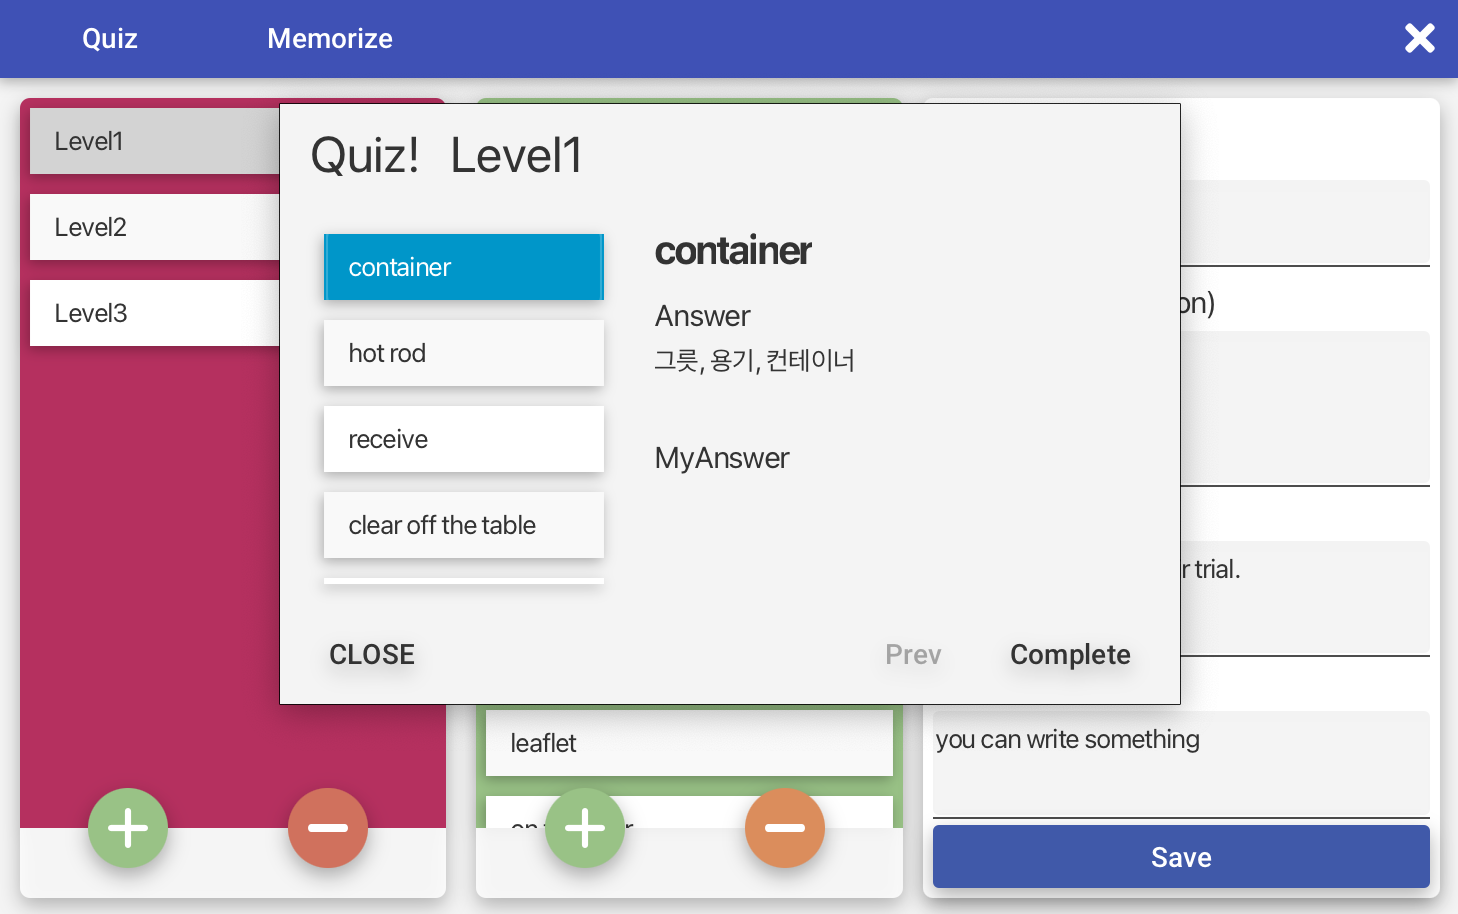 Quiz
Memorize
Level1
Level2
Level3
Quiz! Level1
container
hot rod
receive
clear off the table
container
Answer
그릇, 용기, 컨테이너
MyAnswer
CLOSE
Prev
Complete
leaflet
on)
trial.
you can write something
Save